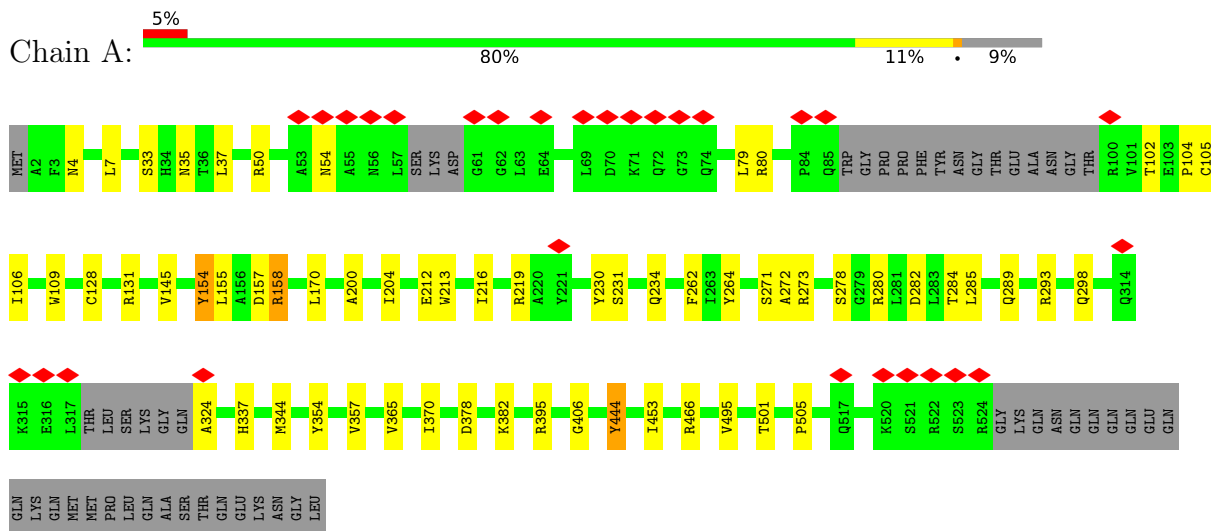 5%
Chain A:
80% 11% • 9%
MET A2 F3 N4 L7 S33 H34 N35 T36 L37 R50 A53 N54 A55 N56 L57 SER LYS ASP G61 G62 L63 E64 L69 D70 K71 Q72 G73 Q74 L79 R80 P84 Q85 TRP GLY PRO PRO PHE TYR ASN GLY THR GLU ALA ASN GLY THR R100 V101 T102 E103 P104 C105
I106 W109 C128 R131 V145 Y154 L155 A156 D157 R158 L170 A200 I204 E212 W213 I216 R219 A220 Y221 Y230 S231 Q234 F262 I263 Y264 S271 A272 R273 S278 G279 R280 L281 D282 L283 T284 L285 Q289 R293 Q298 Q314
K315 E316 L317 THR LEU SER LYS GLY GLN A324 H337 M344 Y354 V357 V365 I370 D378 K382 R395 G406 Y444 I453 R466 V495 T501 P505 Q517 K520 S521 R522 S523 R524 GLY LYS GLN ASN GLN GLN GLN GLN GLU GLN
GLN LYS GLN MET MET PRO LEU GLN ALA SER THR GLN GLU LYS ASN GLY LEU